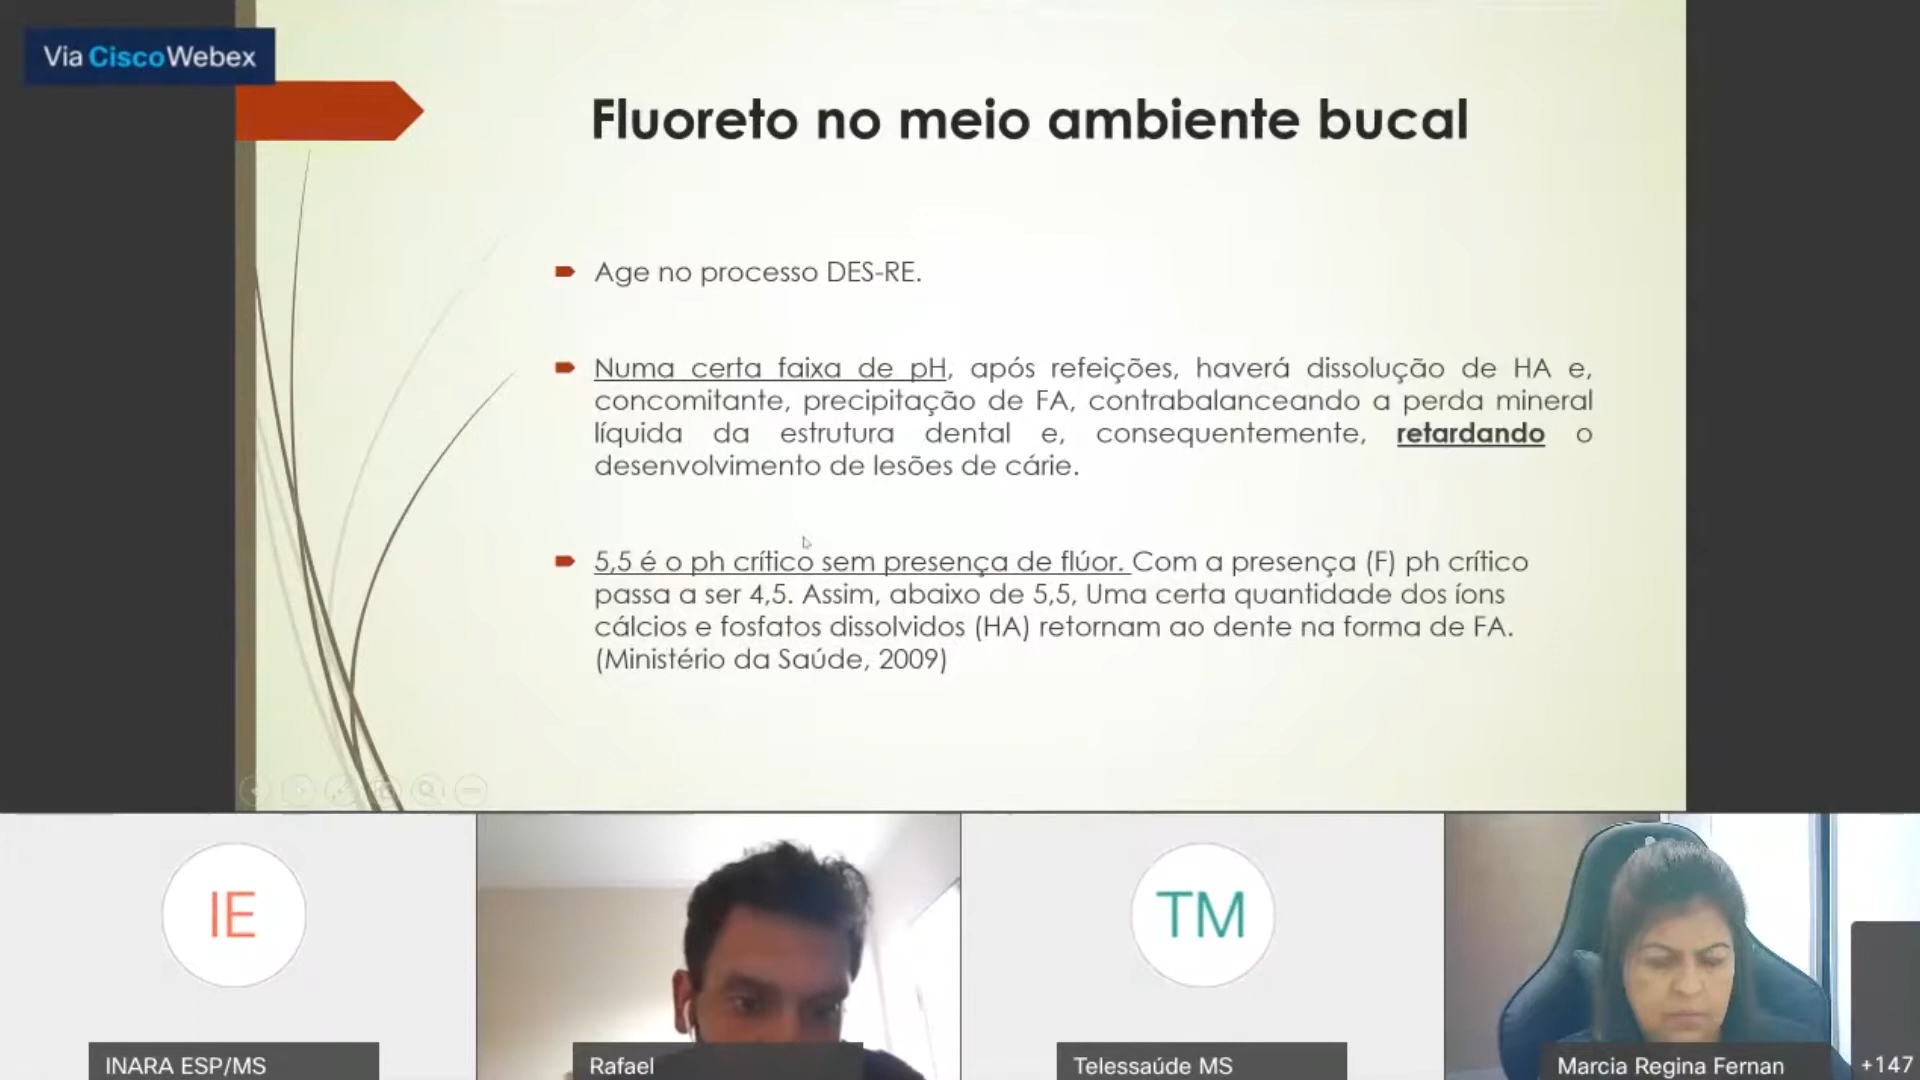 Via CiscoWebex
Fluoreto no meio ambiente bucal
Age no processo DES-RE.
Numa certa faixa de pH, após refeições, haverá dissolução de HA e,
concomitante, precipitação de FA, contrabalanceando a perda mineral
líquida da estrutura dental e, consequentemente, retardando o
desenvolvimento de lesões de cárie.
5,5 é o ph crítico sem presença de flúor. Com a presença (F) ph crítico
passa a ser 4,5. Assim, abaixo de 5,5, Uma certa quantidade dos íons
cálcios e fosfatos dissolvidos (HA) retornam ao dente na forma de FA.
(Ministério da Saúde, 2009)
IE
TM
INARA ESP/MS
Rafael
Telessaúde MS
Marcia Regina Fernan
+147